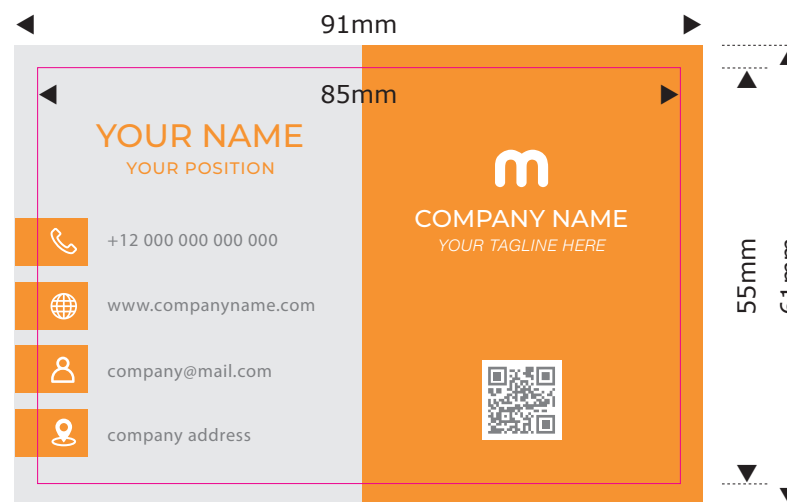 91mm
85mm
YOUR NAME
YOUR POSITION
+12 000 000 000 000
www.companyname.com
company@mail.com
company address
m
COMPANY NAME
YOUR TAGLINE HERE
55mm
61mm